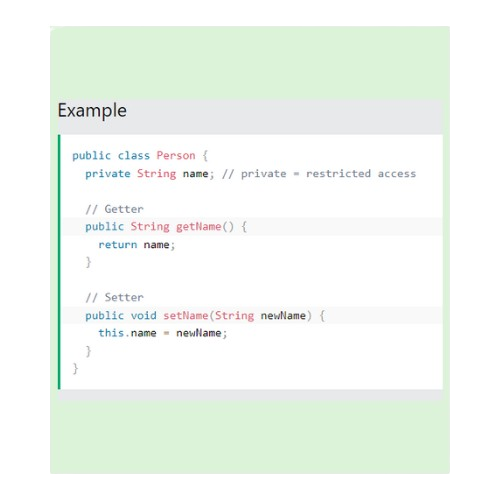 Example
public class Person {
  private String name; // private = restricted access

  // Getter
  public String getName() {
    return name;
  }

  // Setter
  public void setName(String newName) {
    this.name = newName;
  }
}